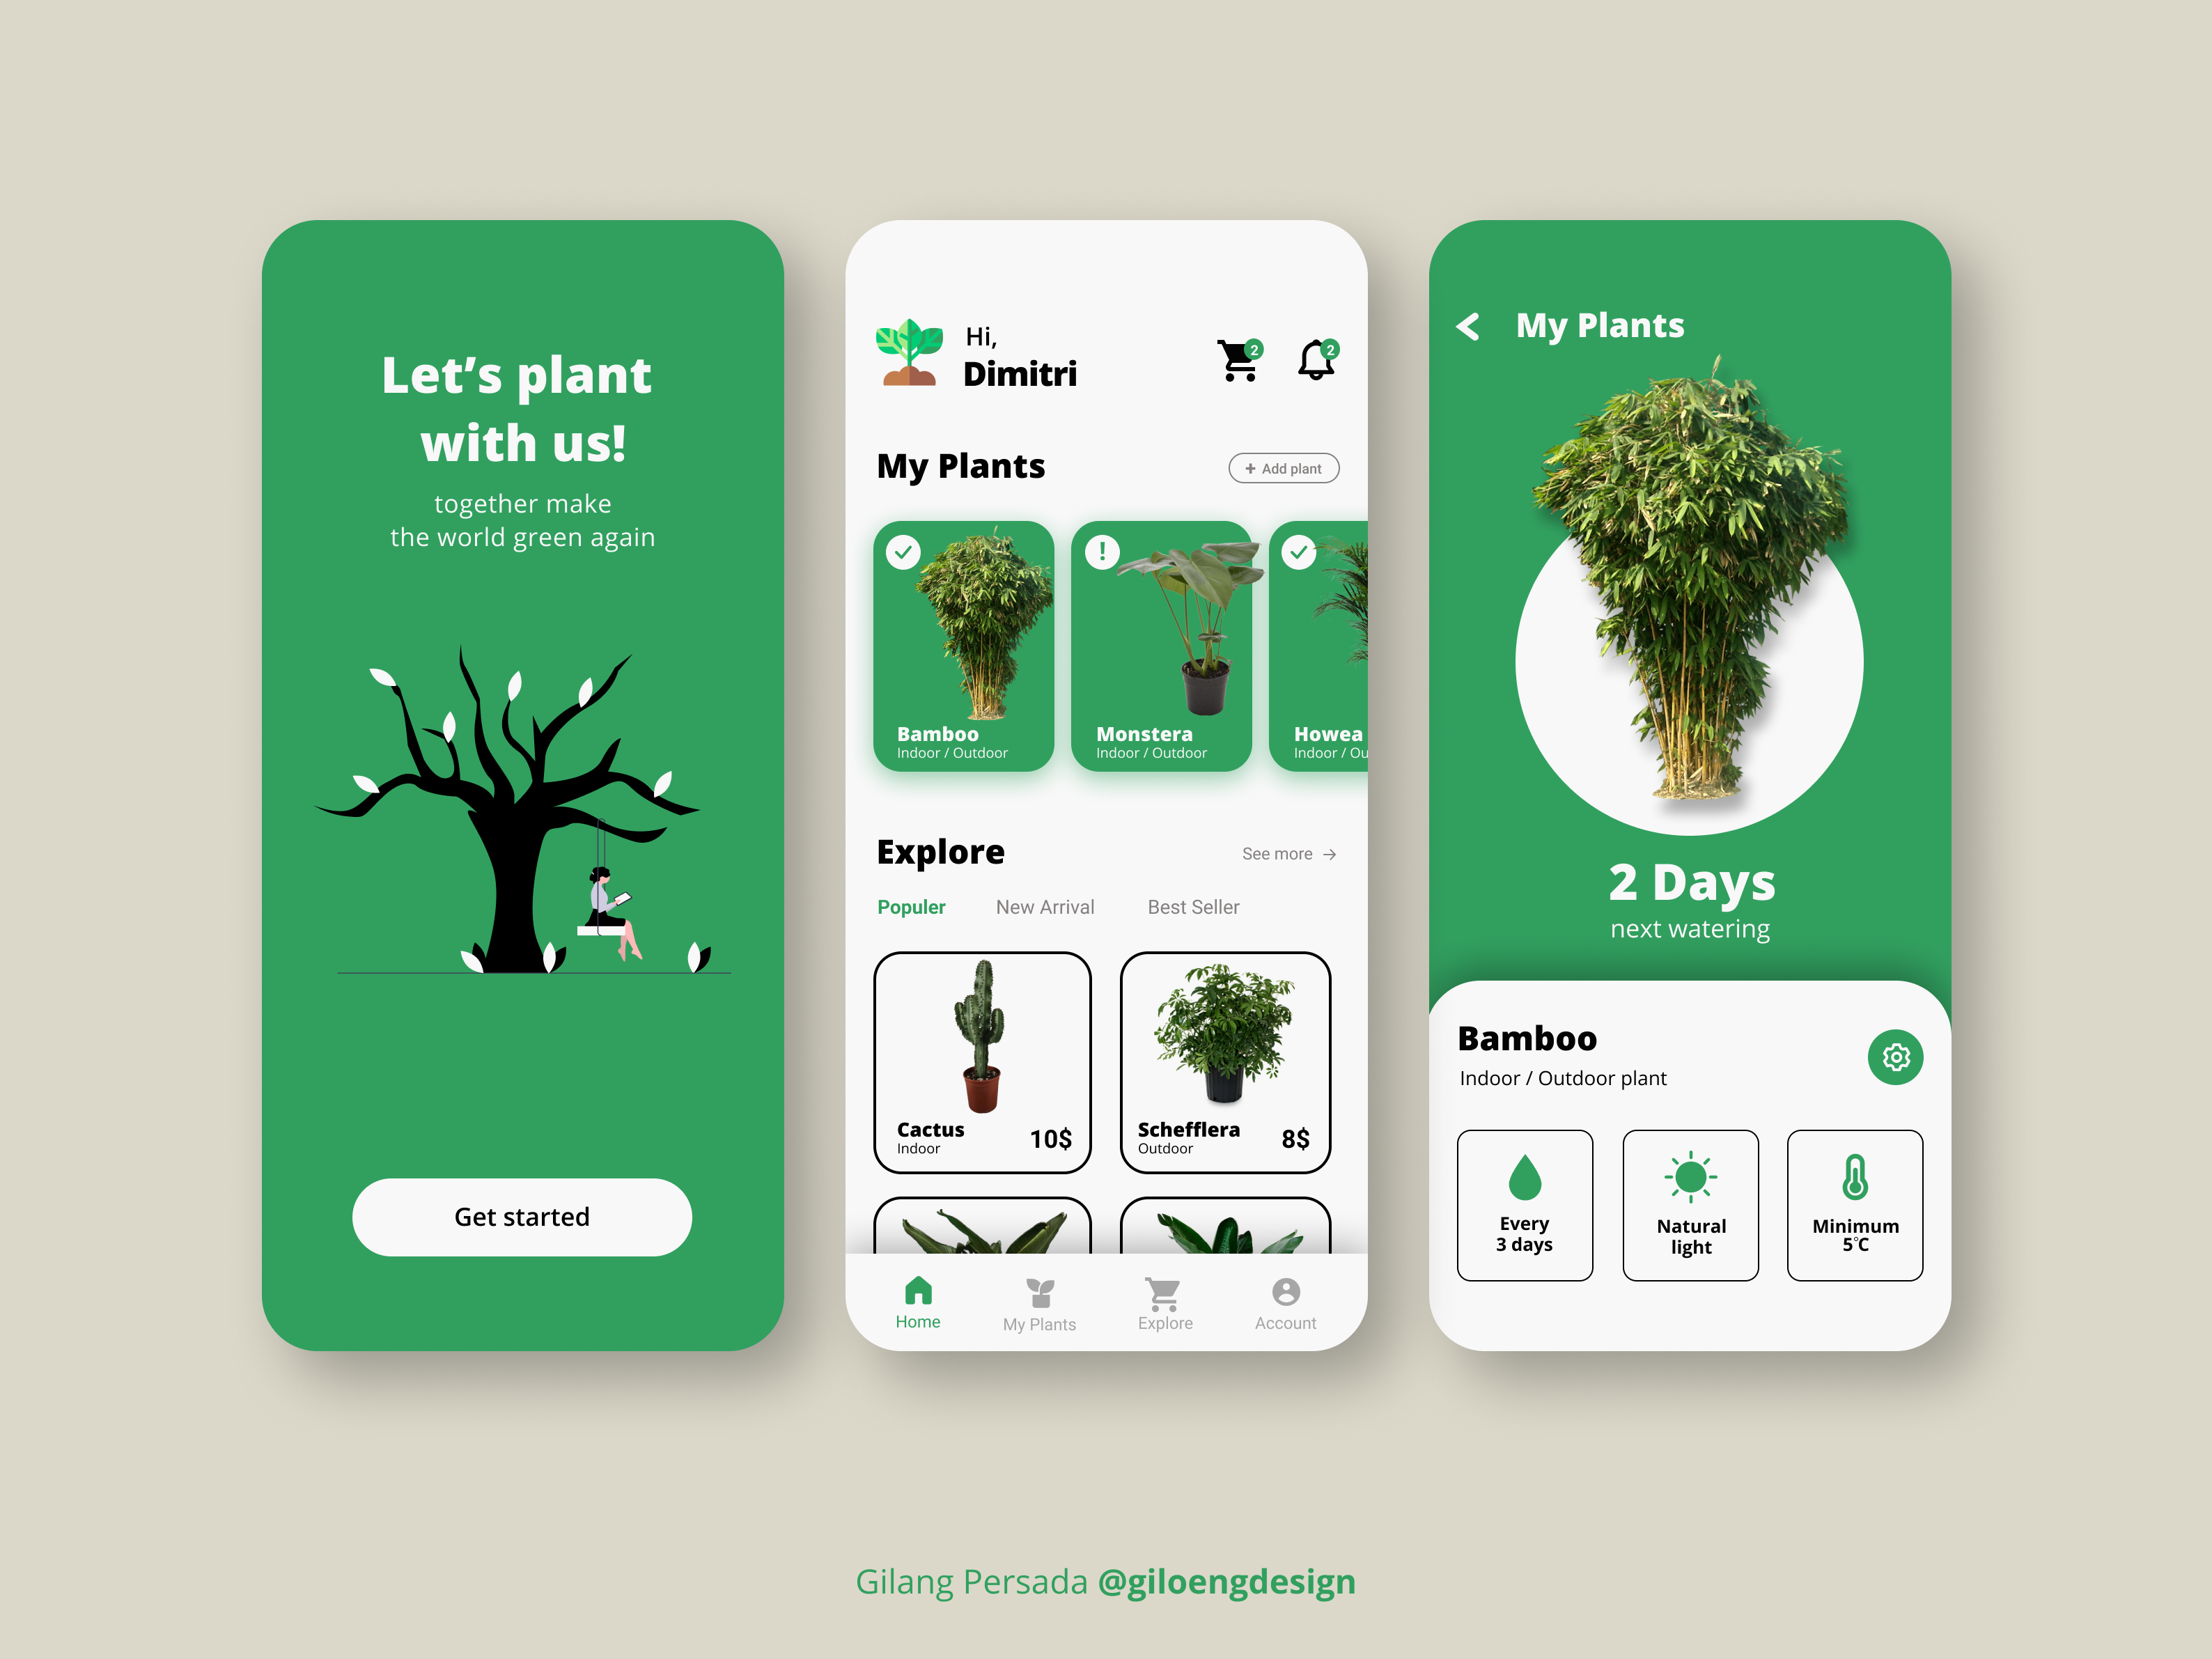 Let's plant
with us!
together make
the world green again
Get started
Hi,
Dimitri
2
2
My Plants
+ Add plant
!
Bamboo
Indoor / Outdoor
Monstera
Indoor / Outdoor
Howea
Indoor / Ou
Explore
See more →
Populer
New Arrival
Best Seller
Cactus
Indoor
10$
Schefflera
Outdoor
8$
Home
My Plants
Explore
Account
My Plants
2 Days
next watering
Bamboo
Indoor / Outdoor plant
Every
3 days
Natural
light
Minimum
5°C
Gilang Persada @giloengdesign